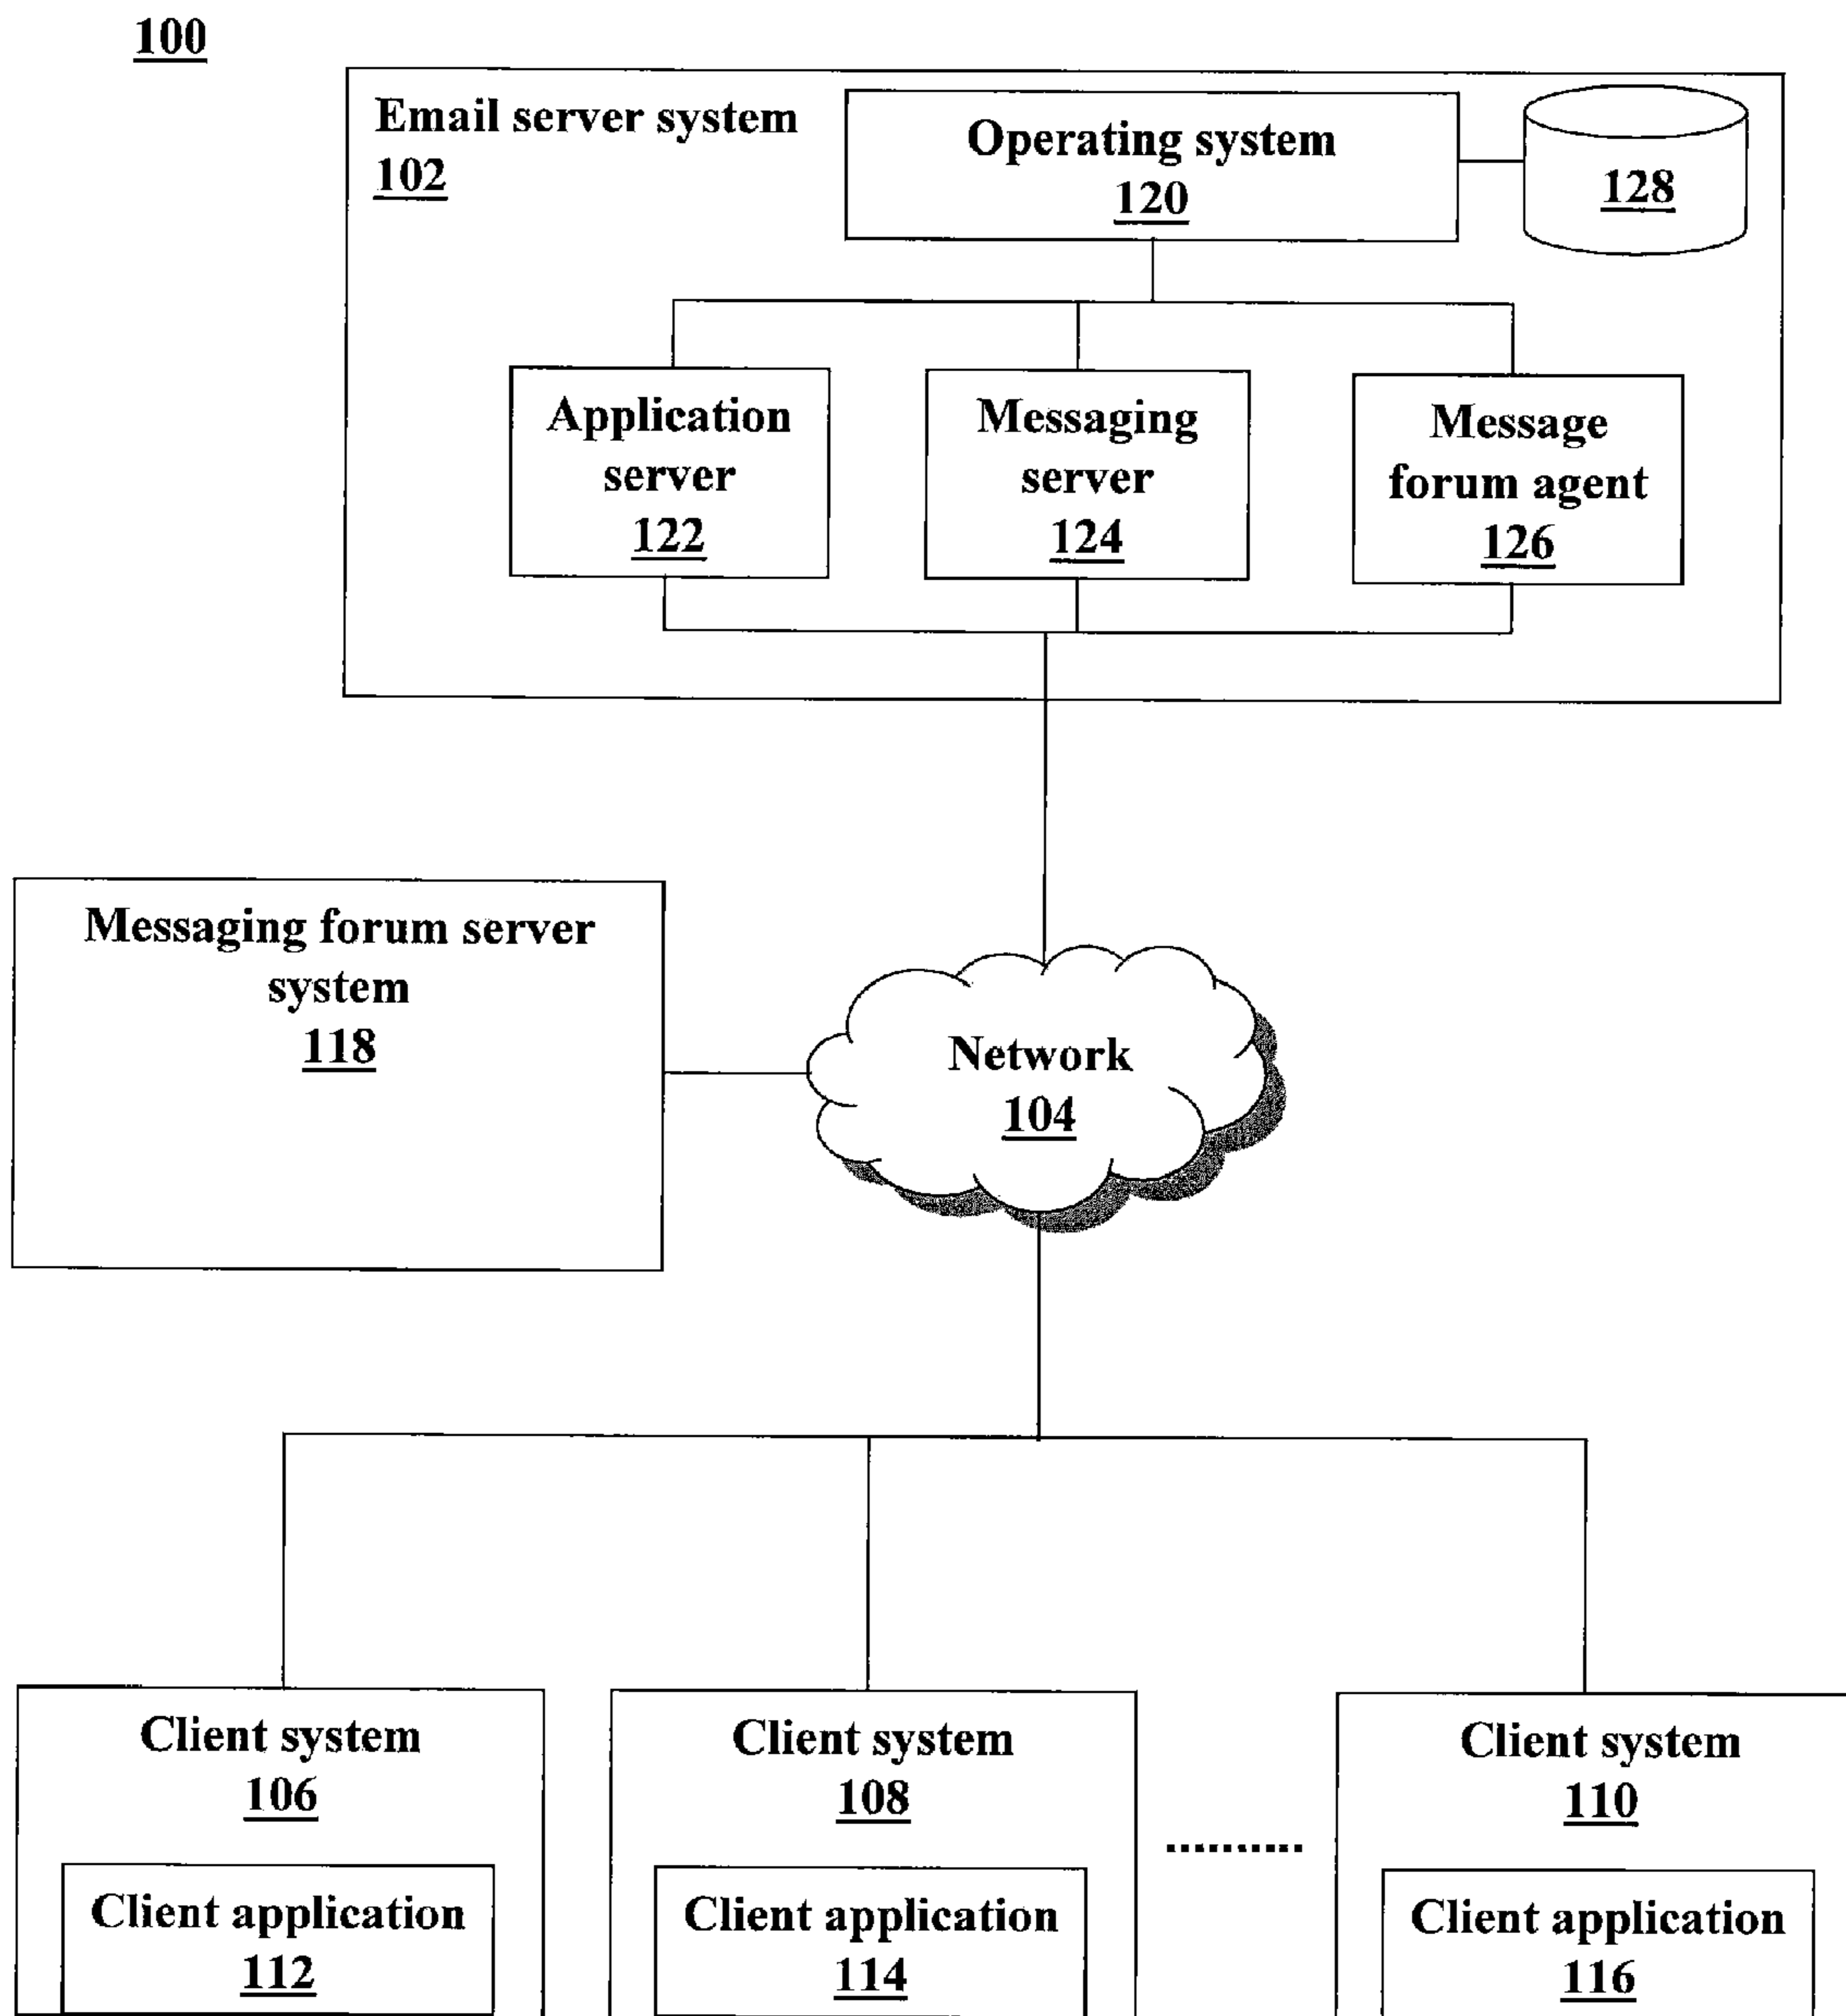 100
Email server system
102
Operating system
120
128
Application
server
122
Messaging
server
124
Message
forum agent
126
Messaging forum server
system
118
Network
104
Client system
106
Client application
112
Client system
108
Client application
114
Client system
110
Client application
116